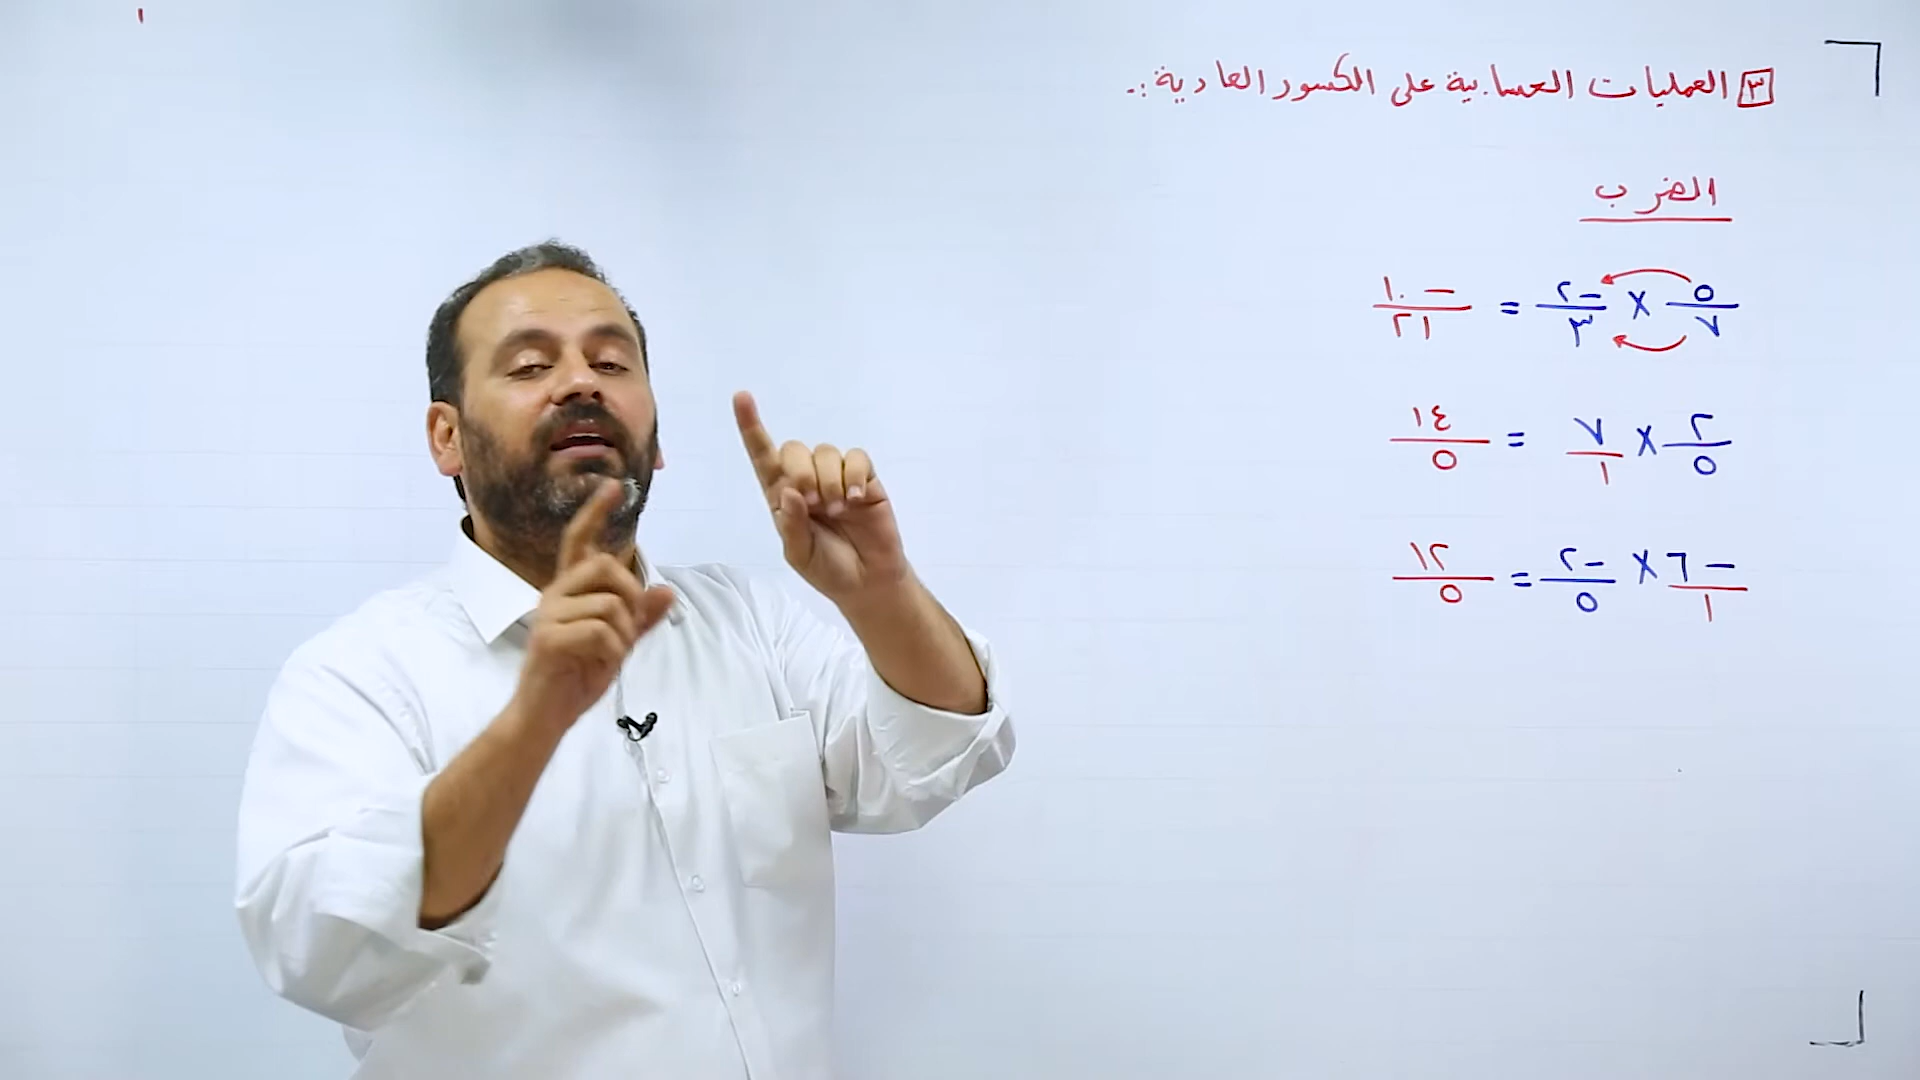 ٣ العمليات الحسابية على الكسور العادية :.
الضرب
٥/٧ × -٢/٣ = -١٠/٢١
٢/٥ × ٧/١ = ١٤/٥
-٦/١ × -٢/٥ = ١٢/٥